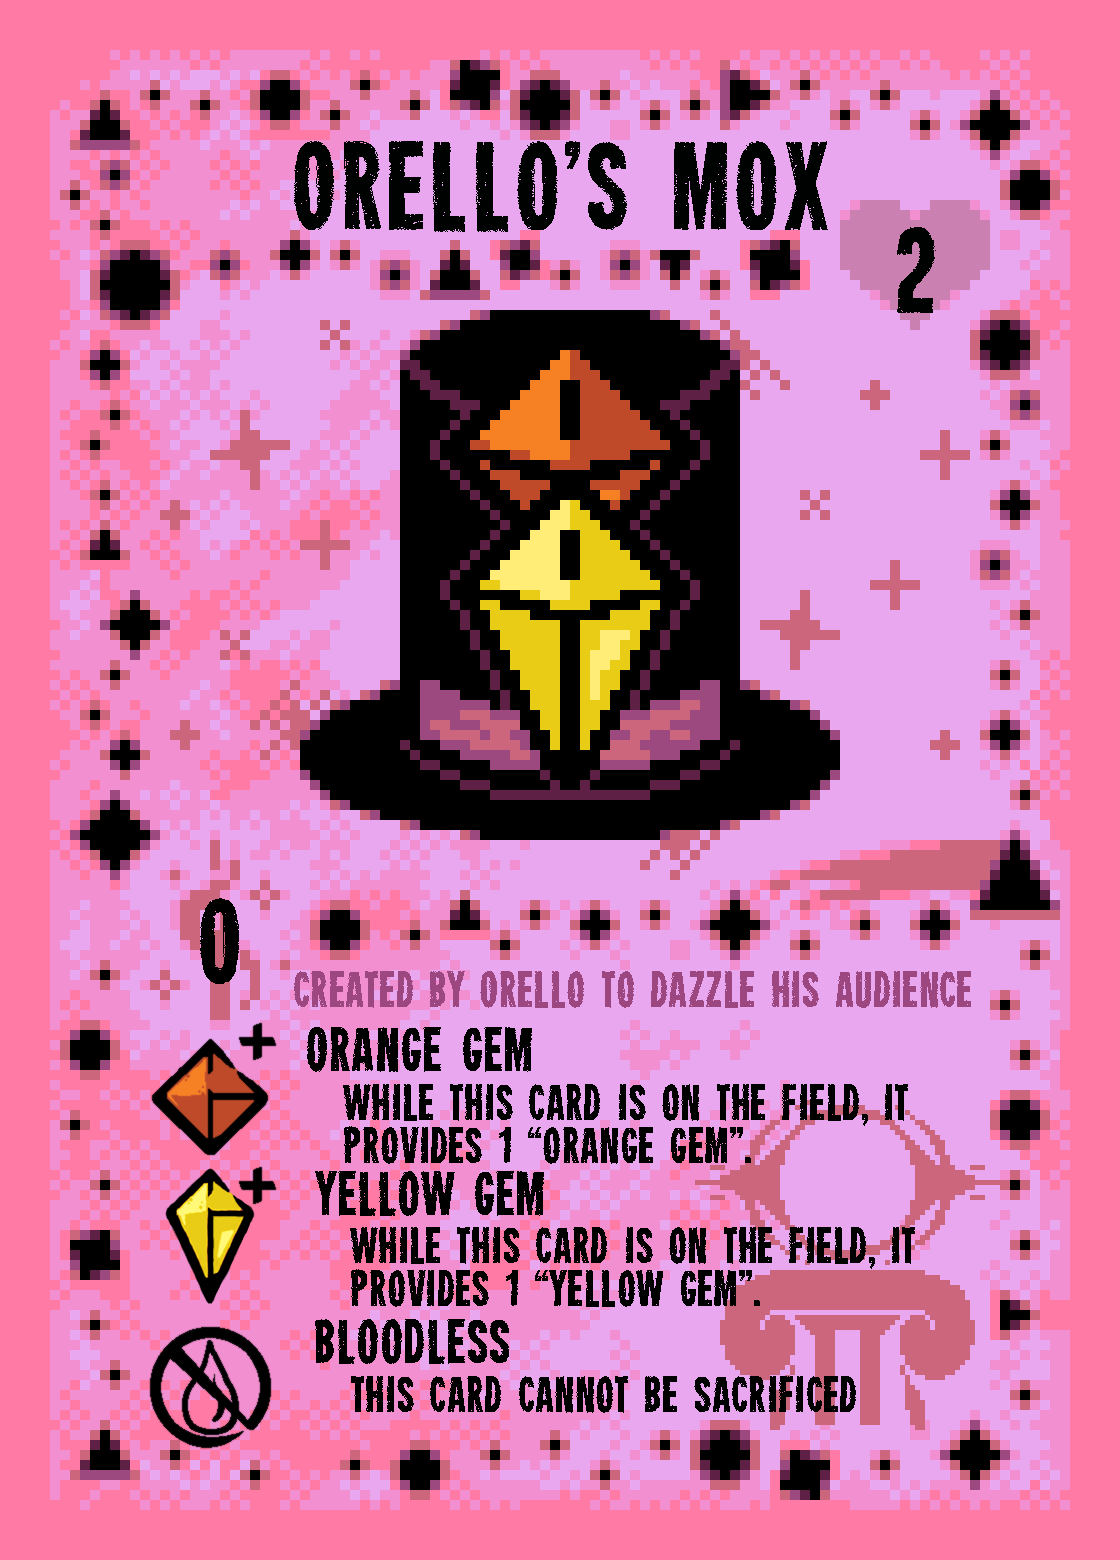 ORELLO'S MOX
2
0
CREATED BY ORELLO TO DAZZLE HIS AUDIENCE
ORANGE GEM
WHILE THIS CARD IS ON THE FIELD, IT
PROVIDES 1 “ORANGE GEM”.
YELLOW GEM
WHILE THIS CARD IS ON THE FIELD, IT
PROVIDES 1 “YELLOW GEM”.
BLOODLESS
THIS CARD CANNOT BE SACRIFICED